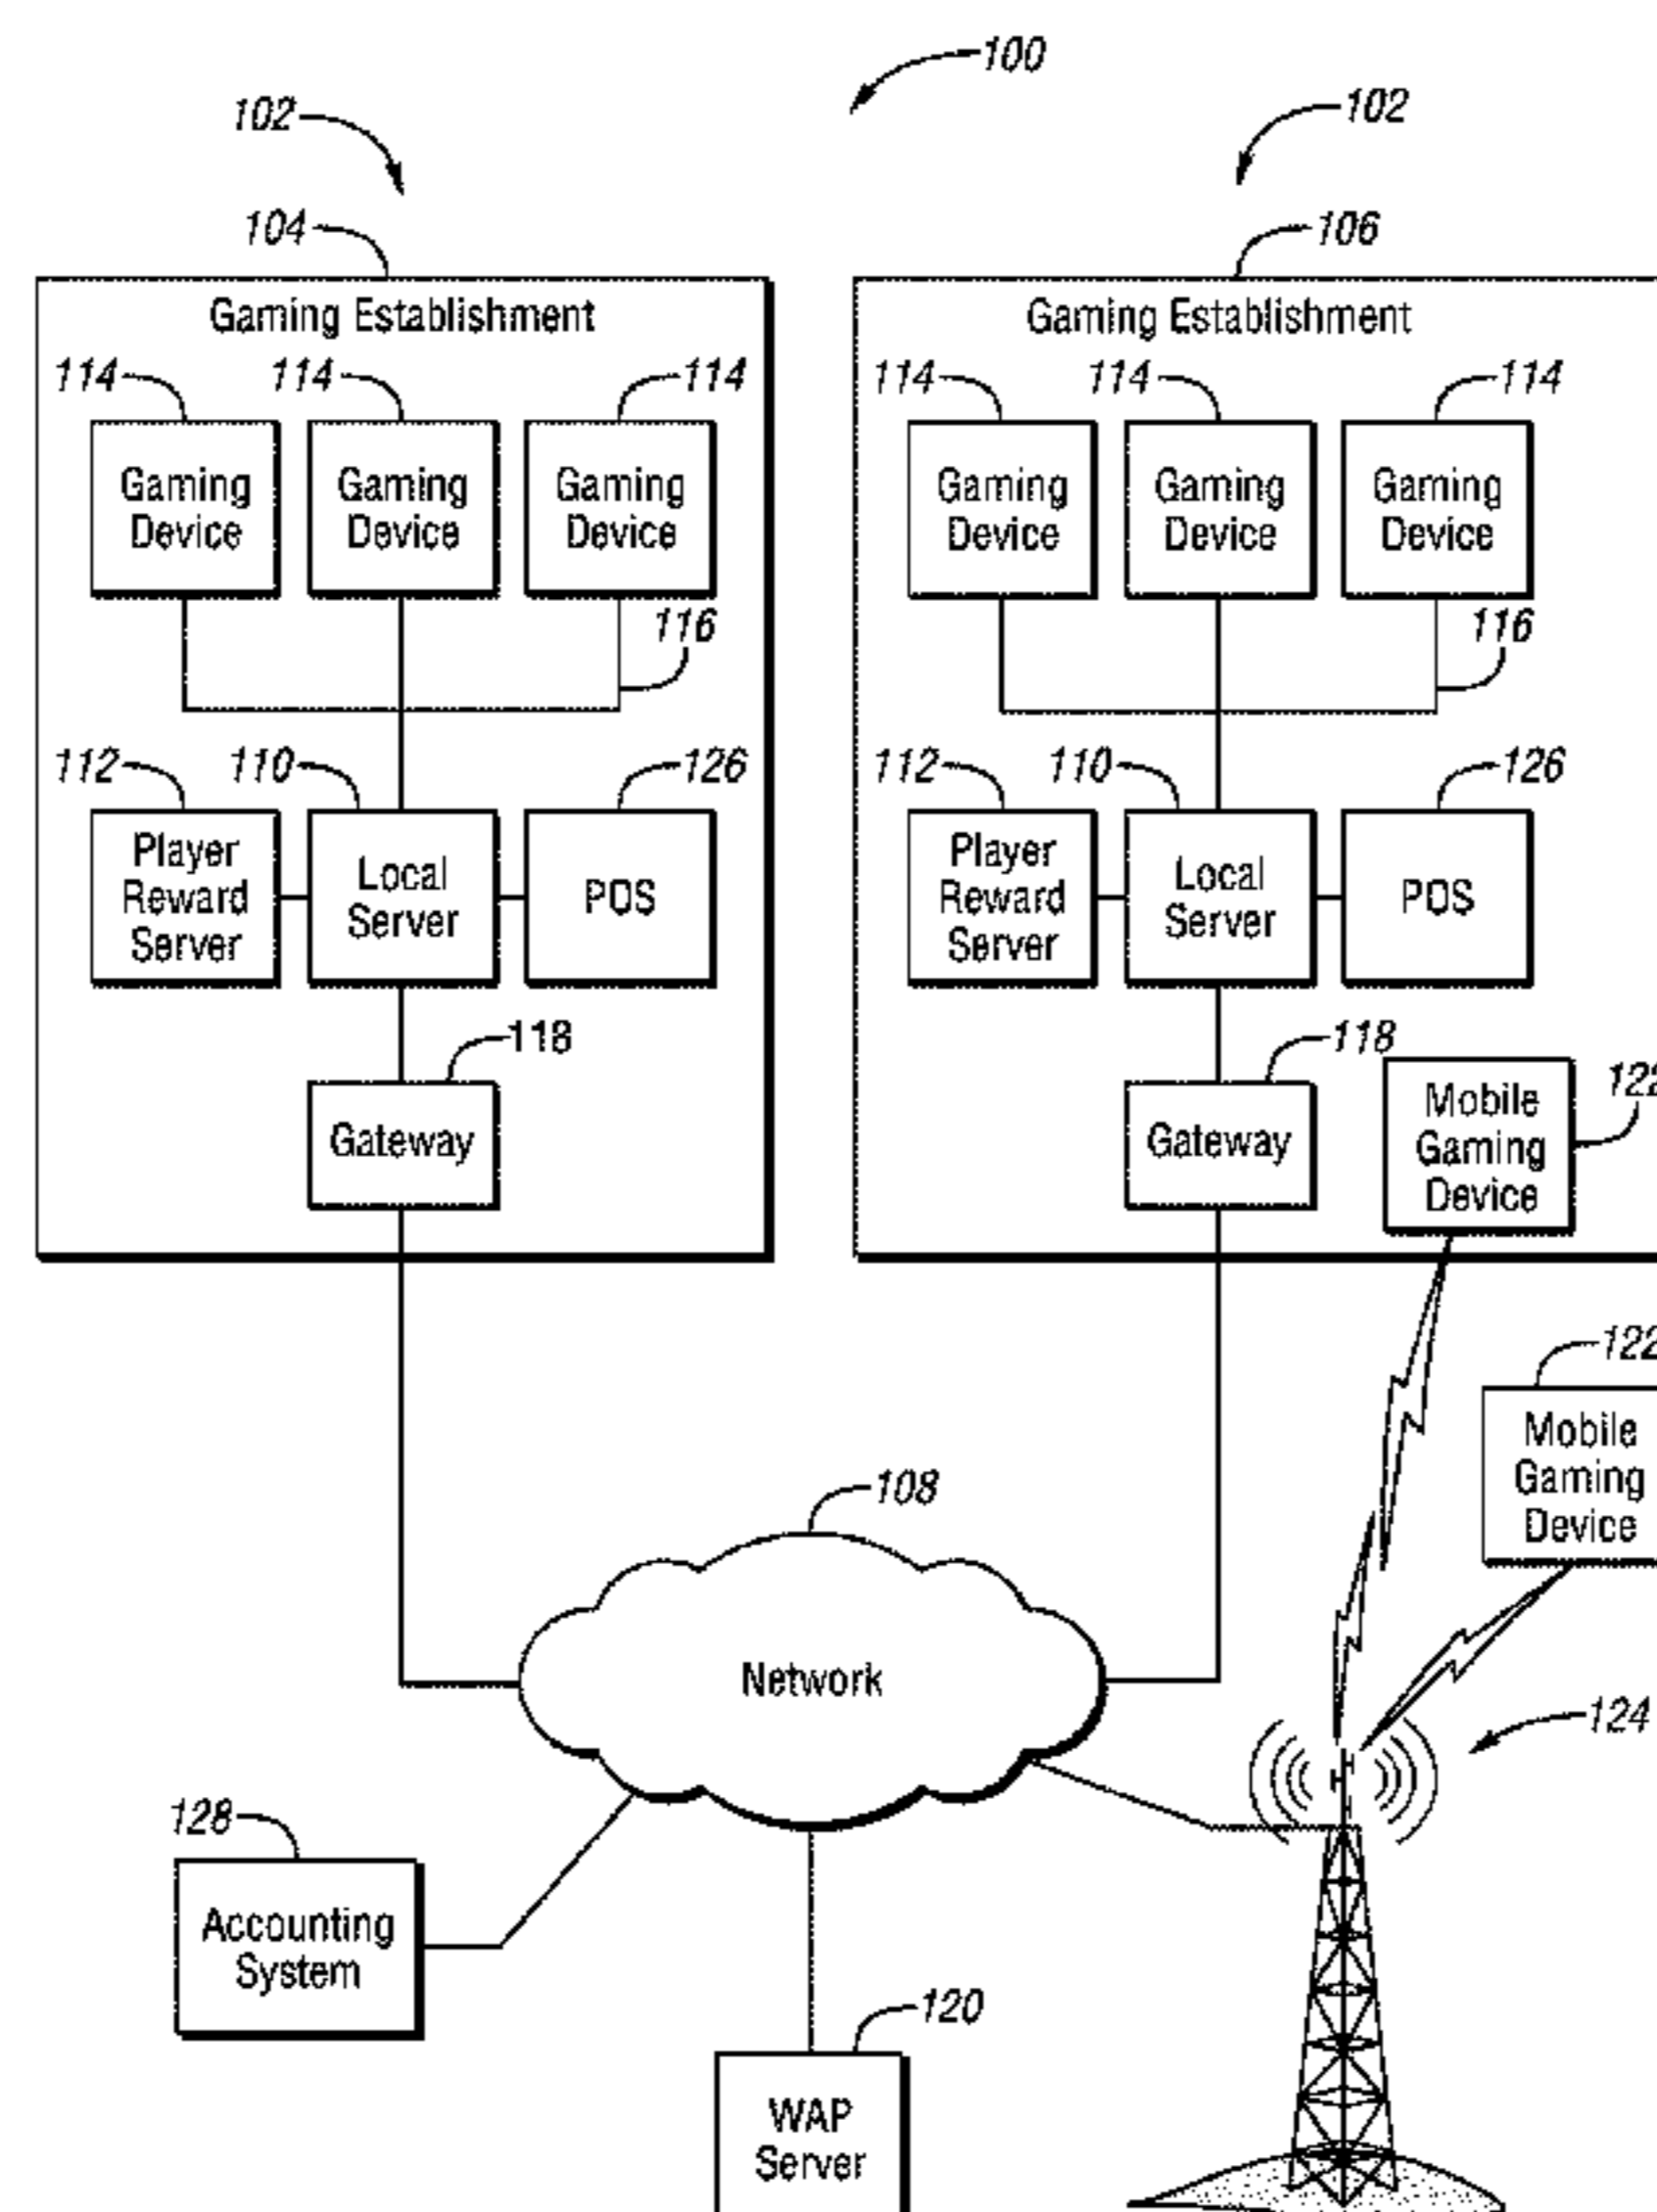 100
102
102
104
106
Gaming Establishment
Gaming Establishment
114
114
114
114
114
114
Gaming
Device
Gaming
Device
Gaming
Device
Gaming
Device
Gaming
Device
Gaming
Device
116
116
112
110
126
112
110
126
Player
Reward
Server
Local
Server
POS
Player
Reward
Server
Local
Server
POS
118
118
Gateway
Gateway
Mobile
Gaming
Device
122
122
Mobile
Gaming
Device
108
Network
124
128
Accounting
System
120
WAP
Server